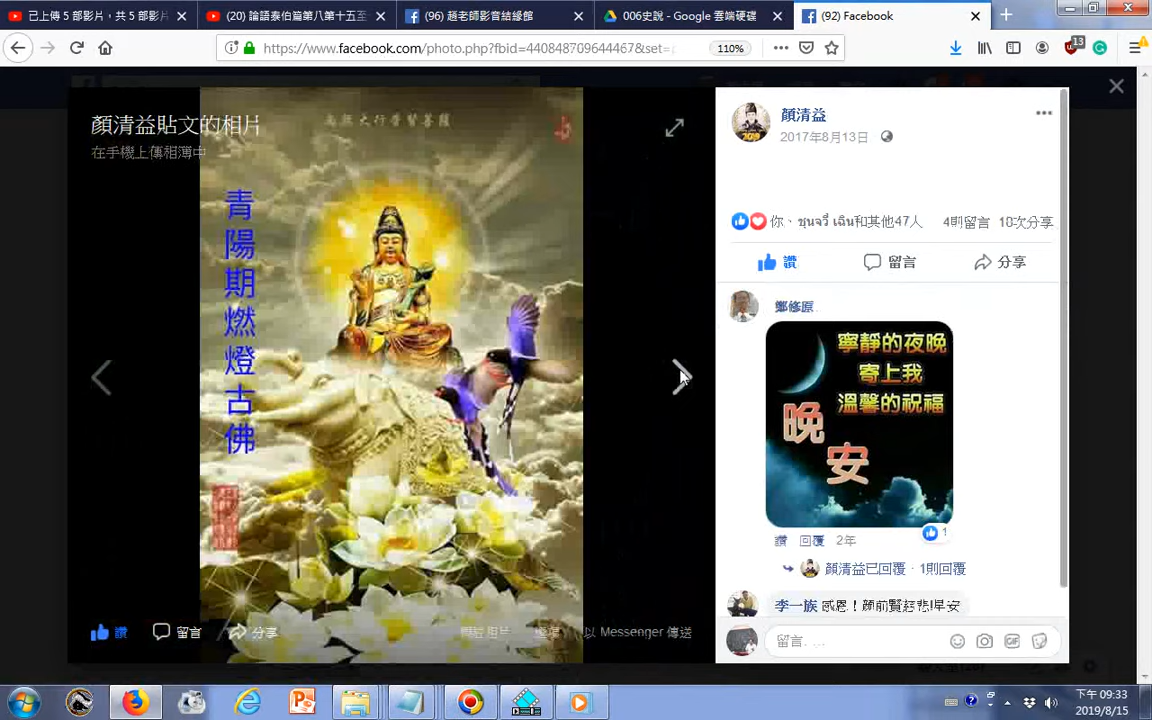 已上傳 5 部影片，共 5 部影片
(20) 論語泰伯篇第八第十五至
(96) 趙老師影音結緣館
006史說 - Google 雲端硬碟
(92) Facebook
https://www.facebook.com/photo.php?fbid=440848709644467&set=
110%
13
顏清益貼文的相片
在手機上傳相簿中
南無大行普賢菩薩
青陽期燃燈古佛
讚 留言 分享
以 Messenger 傳送
顏清益
2017年8月13日
你、ชุนจวี๋ เฉิน和其他47人
4則留言 10次分享
讚 留言 分享
鄭修原
寧靜的夜晚
寄上我
溫馨的祝福
晚安
讚 回覆 2年
1
顏清益已回覆 · 1則回覆
李一族 感恩！顏前賢慈悲!早安
留言……
GIF
下午 09:33
2019/8/15